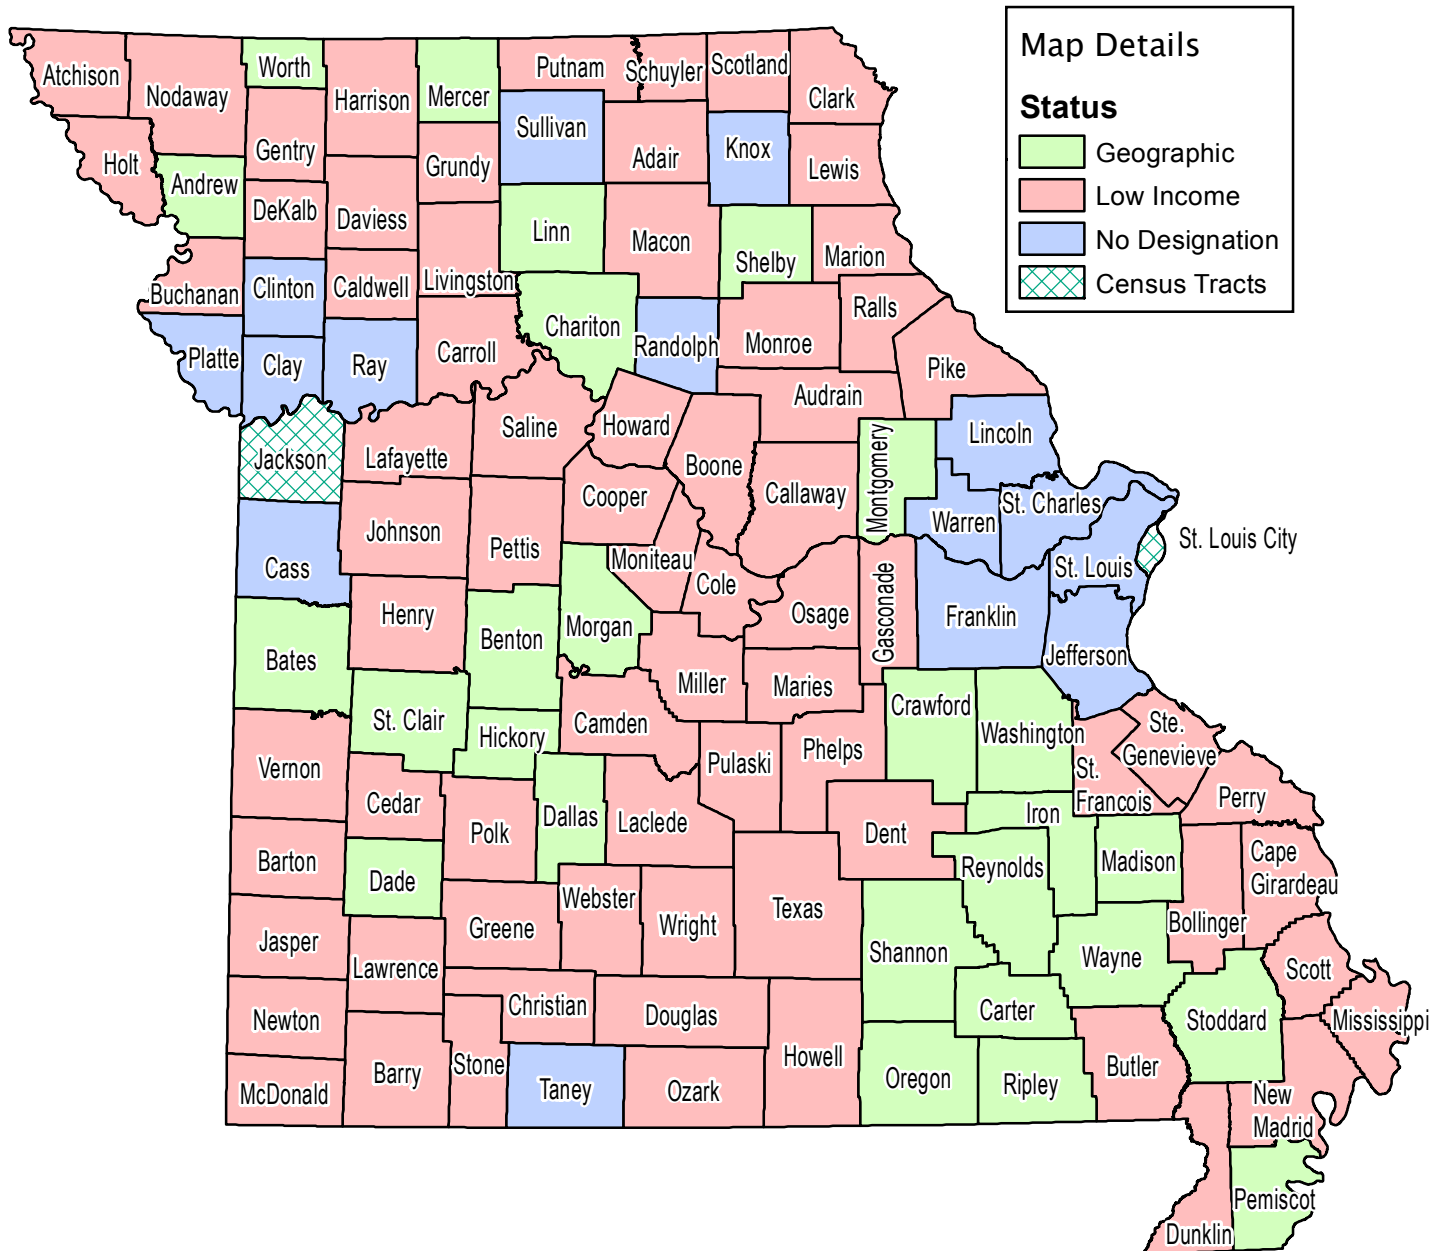 Map Details
Status
Geographic
Low Income
No Designation
Census Tracts
Atchison
Nodaway
Worth
Harrison
Mercer
Putnam
Schuyler
Scotland
Clark
Holt
Andrew
Gentry
Grundy
Sullivan
Adair
Knox
Lewis
DeKalb
Daviess
Linn
Macon
Shelby
Marion
Buchanan
Clinton
Caldwell
Livingston
Chariton
Randolph
Monroe
Ralls
Pike
Platte
Clay
Ray
Carroll
Audrain
Saline
Howard
Boone
Lincoln
Jackson
Lafayette
Cooper
Callaway
Montgomery
Warren
St. Charles
St. Louis City
St. Louis
Cass
Johnson
Pettis
Moniteau
Cole
Osage
Gasconade
Franklin
Jefferson
Henry
Benton
Morgan
Miller
Maries
Bates
St. Clair
Hickory
Camden
Pulaski
Phelps
Crawford
Washington
Ste.
Genevieve
St.
Francois
Perry
Vernon
Cedar
Polk
Dallas
Laclede
Dent
Iron
Reynolds
Madison
Cape
Girardeau
Bollinger
Barton
Dade
Greene
Webster
Wright
Texas
Shannon
Wayne
Scott
Mississippi
Jasper
Lawrence
Christian
Douglas
Carter
Stoddard
Newton
Barry
Stone
Taney
Ozark
Howell
Oregon
Ripley
Butler
New
Madrid
McDonald
Pemiscot
Dunklin